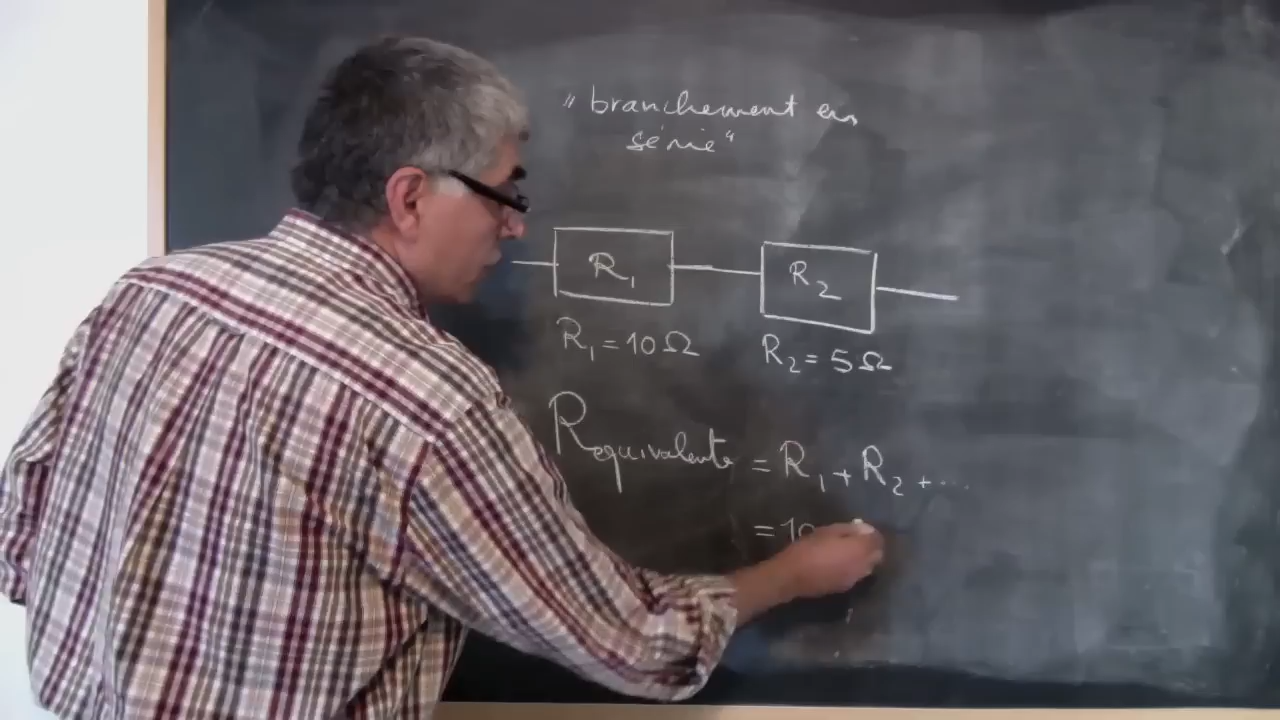 "branchement en
série"
R₁ R₂
R₁ = 10 Ω R₂ = 5 Ω
Requivalente = R₁ + R₂ + ...
= 10